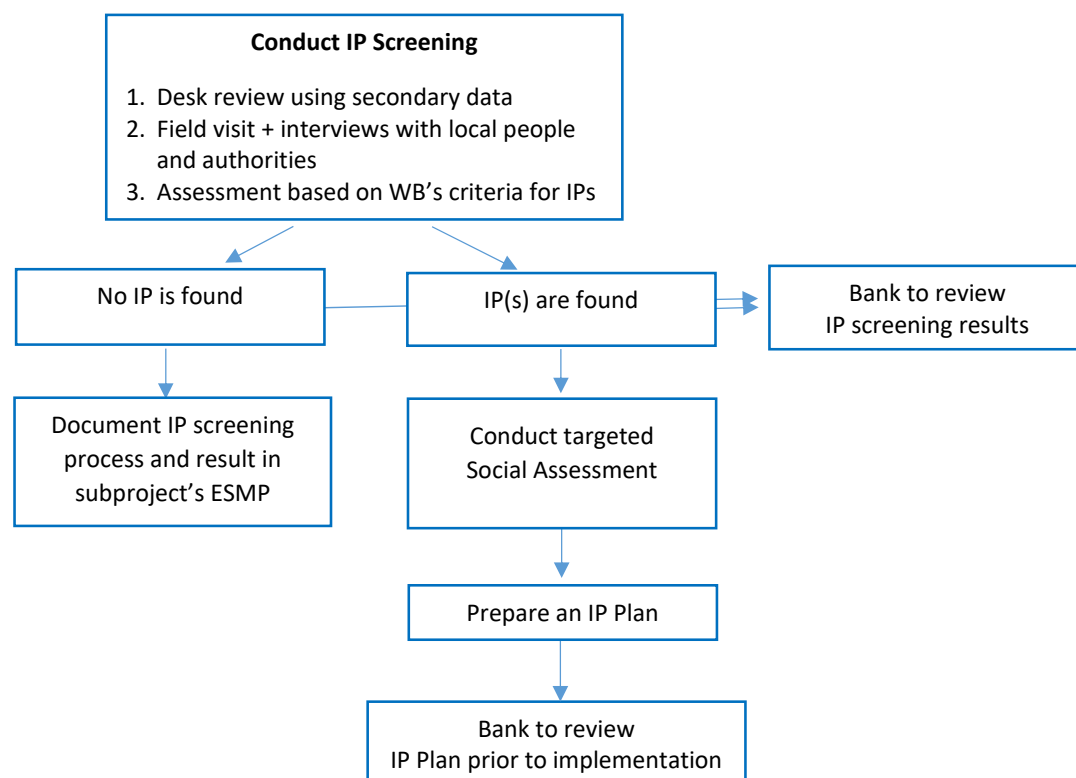 Conduct IP Screening
1. Desk review using secondary data
2. Field visit + interviews with local people
and authorities
3. Assessment based on WB's criteria for IPs
No IP is found
IP(s) are found
Bank to review
IP screening results
Document IP screening
process and result in
subproject's ESMP
Conduct targeted
Social Assessment
Prepare an IP Plan
Bank to review
IP Plan prior to implementation